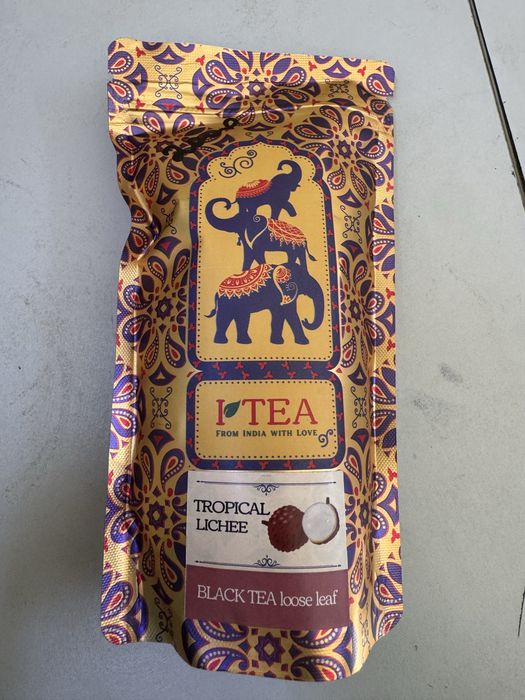 I TEA
FROM INDIA WITH LOVE
TROPICAL
LICHEE
BLACK TEA loose leaf